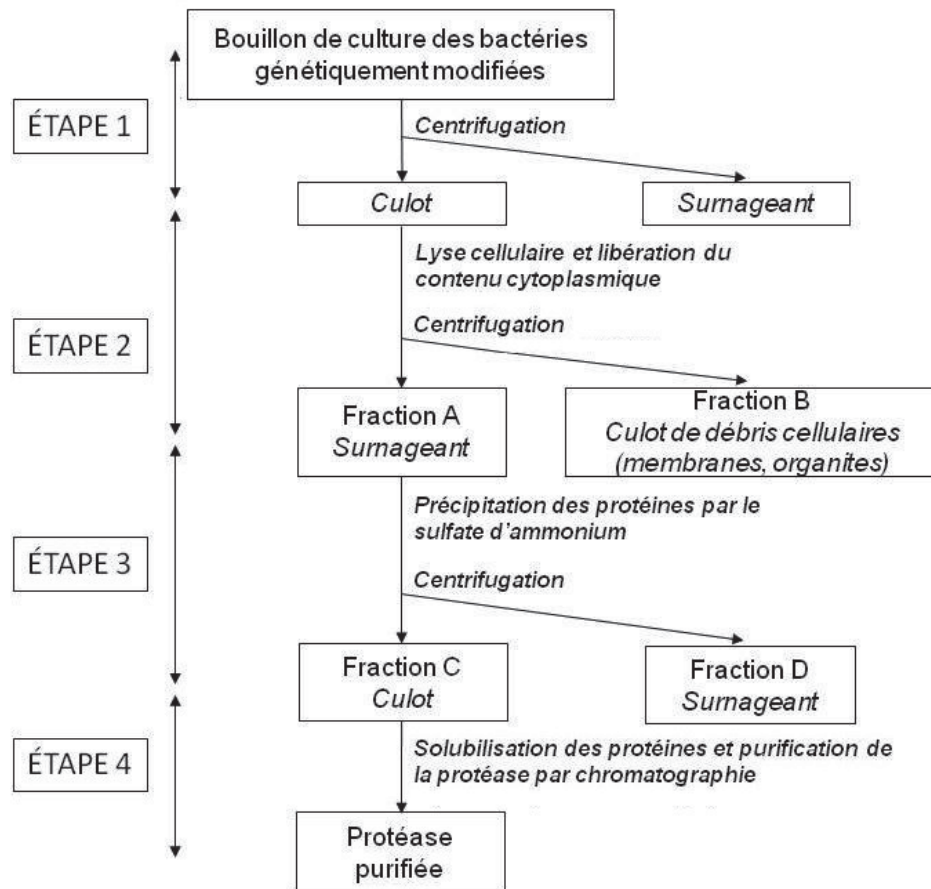 Bouillon de culture des bactéries
génétiquement modifiées
ÉTAPE 1
Centrifugation
Culot
Surnageant
Lyse cellulaire et libération du
contenu cytoplasmique
ÉTAPE 2
Centrifugation
Fraction A
Surnageant
Fraction B
Culot de débris cellulaires
(membranes, organites)
Précipitation des protéines par le
sulfate d'ammonium
ÉTAPE 3
Centrifugation
Fraction C
Culot
Fraction D
Surnageant
ÉTAPE 4
Solubilisation des protéines et purification de
la protéase par chromatographie
Protéase
purifiée